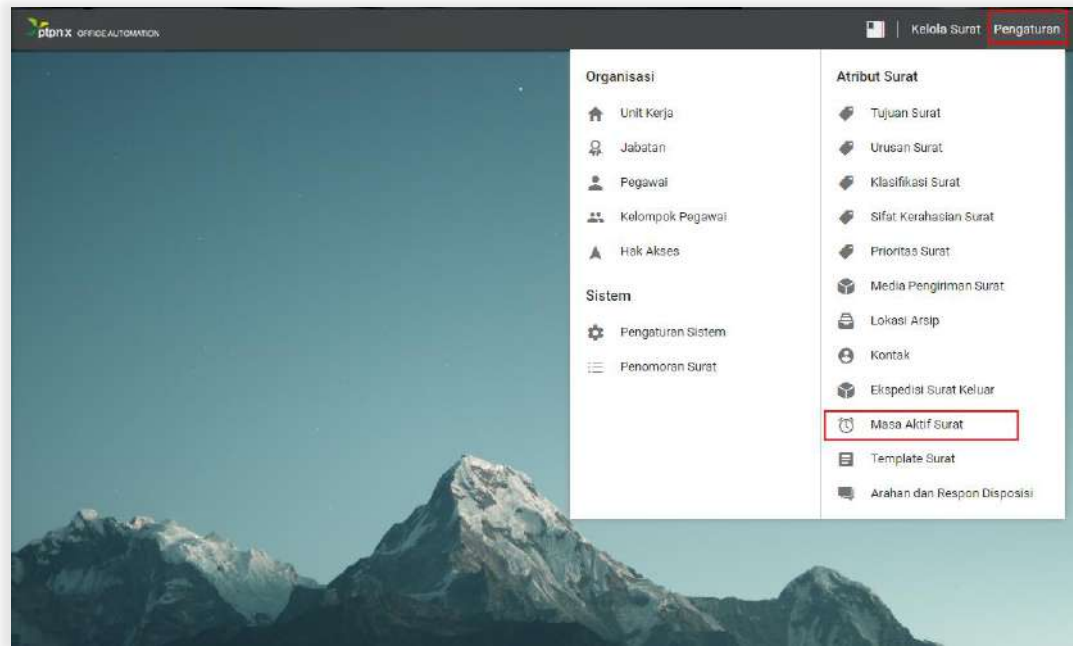 ptpnx OFFICE AUTOMATION
Kelola Surat
Pengaturan
Organisasi
Unit Kerja
Jabatan
Pegawai
Kelompok Pegawai
Hak Akses
Sistem
Pengaturan Sistem
Penomoran Surat
Atribut Surat
Tujuan Surat
Urusan Surat
Klasifikasi Surat
Sifat Kerahasian Surat
Prioritas Surat
Media Pengiriman Surat
Lokasi Arsip
Kontak
Ekspedisi Surat Keluar
Masa Aktif Surat
Template Surat
Arahan dan Respon Disposisi